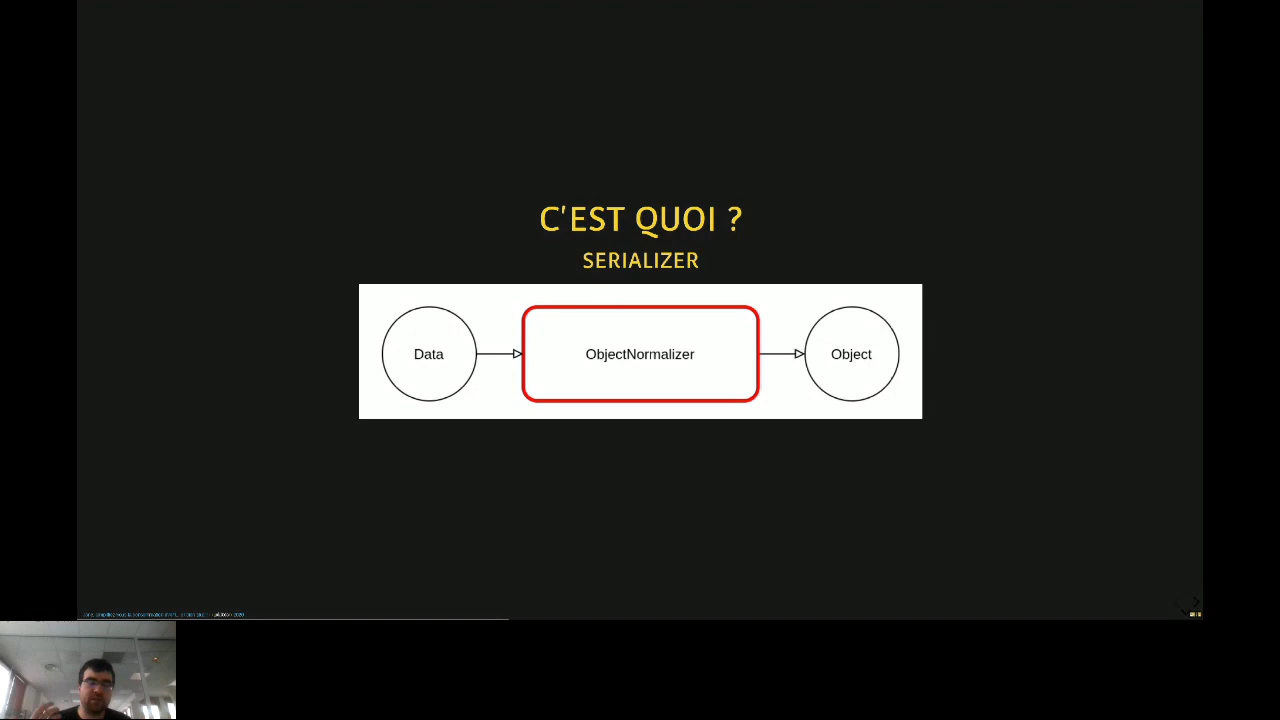 C'EST QUOI ?
SERIALIZER
Data
ObjectNormalizer
Object